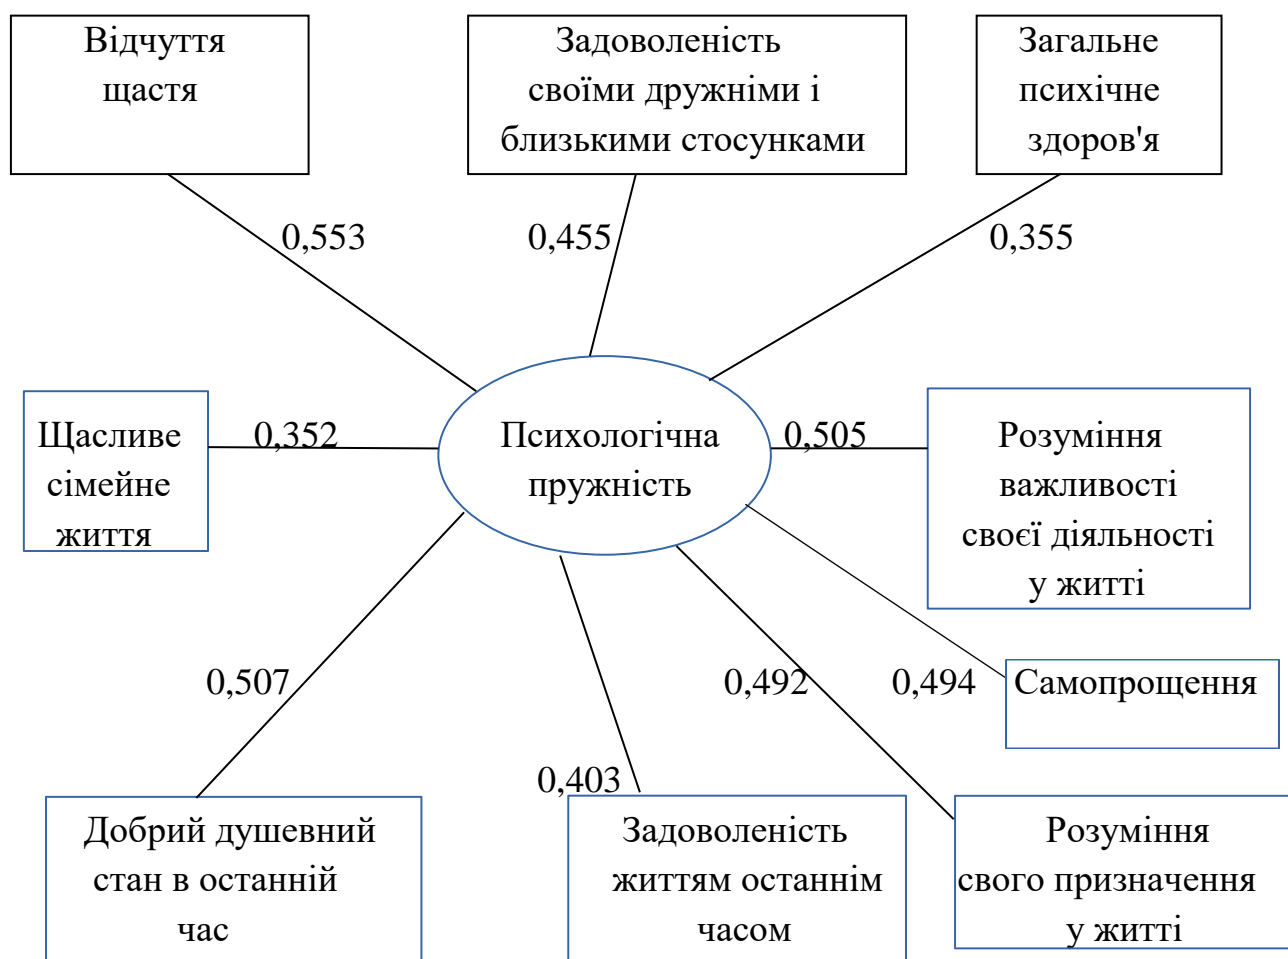 Відчуття
щастя
Задоволеність
своїми дружніми і
близькими стосунками
Загальне
психічне
здоров'я
0,553
0,455
0,355
Щасливе
сімейне
життя
0,352
Психологічна
пружність
0,505
Розуміння
важливості
своєї діяльності
у житті
0,507
0,492
0,494
Самопрощення
0,403
Добрий душевний
стан в останній
час
Задоволеність
життям останнім
часом
Розуміння
свого призначення
у житті